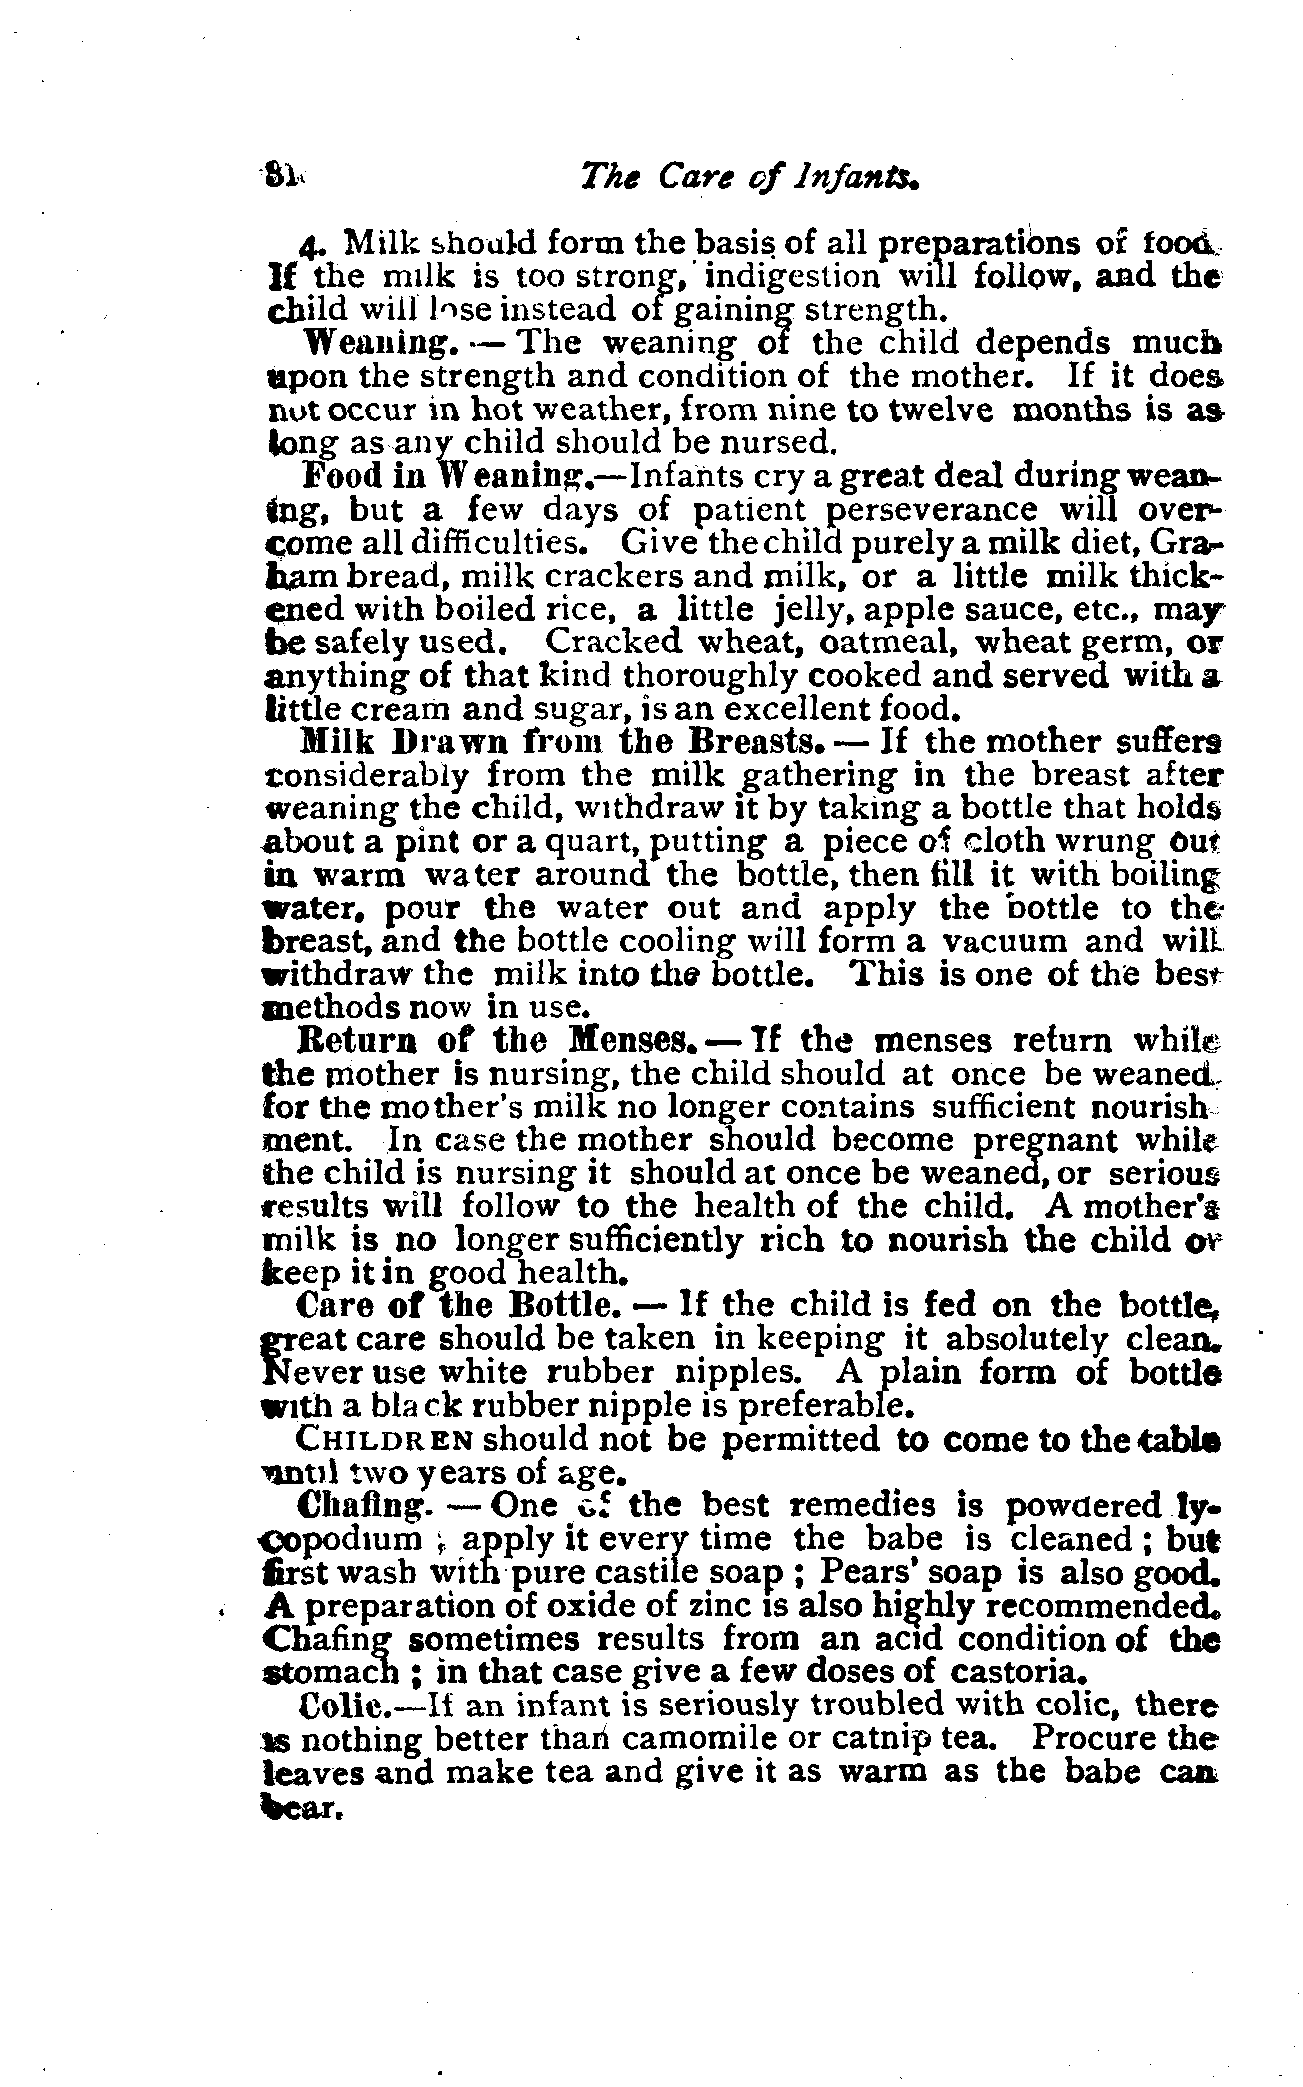 81
The Care of Infants.
4. Milk should form the basis of all preparations of food.
If the milk is too strong, indigestion will follow, and the
child will lose instead of gaining strength.
Weaning. — The weaning of the child depends much
upon the strength and condition of the mother. If it does
not occur in hot weather, from nine to twelve months is as
long as any child should be nursed.
Food in Weaning.—Infants cry a great deal during wean-
ing, but a few days of patient perseverance will over-
come all difficulties. Give the child purely a milk diet, Gra-
ham bread, milk crackers and milk, or a little milk thick-
ened with boiled rice, a little jelly, apple sauce, etc., may
be safely used. Cracked wheat, oatmeal, wheat germ, or
anything of that kind thoroughly cooked and served with a
little cream and sugar, is an excellent food.
Milk Drawn from the Breasts. — If the mother suffers
considerably from the milk gathering in the breast after
weaning the child, withdraw it by taking a bottle that holds
about a pint or a quart, putting a piece of cloth wrung out
in warm water around the bottle, then fill it with boiling
water, pour the water out and apply the bottle to the
breast, and the bottle cooling will form a vacuum and will
withdraw the milk into the bottle. This is one of the best
methods now in use.
Return of the Menses. — If the menses return while
the mother is nursing, the child should at once be weaned,
for the mother's milk no longer contains sufficient nourish-
ment. In case the mother should become pregnant while
the child is nursing it should at once be weaned, or serious
results will follow to the health of the child. A mother's
milk is no longer sufficiently rich to nourish the child or
keep it in good health.
Care of the Bottle. — If the child is fed on the bottle,
great care should be taken in keeping it absolutely clean.
Never use white rubber nipples. A plain form of bottle
with a black rubber nipple is preferable.
CHILDREN should not be permitted to come to the table
until two years of age.
Chafing. — One of the best remedies is powdered ly-
copodium ; apply it every time the babe is cleaned ; but
first wash with pure castile soap ; Pears' soap is also good.
A preparation of oxide of zinc is also highly recommended.
Chafing sometimes results from an acid condition of the
stomach ; in that case give a few doses of castoria.
Colic.—If an infant is seriously troubled with colic, there
is nothing better than camomile or catnip tea. Procure the
leaves and make tea and give it as warm as the babe can
bear.